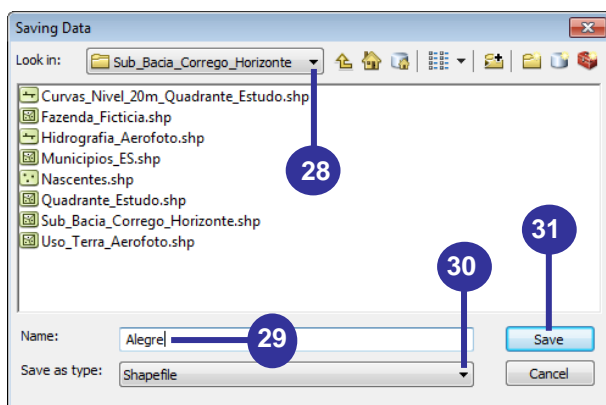 Saving Data
Look in: Sub_Bacia_Corrego_Horizonte
Curvas_Nivel_20m_Quadrante_Estudo.shp
Fazenda_Ficticia.shp
Hidrografia_Aerofoto.shp
Municipios_ES.shp
Nascentes.shp
Quadrante_Estudo.shp
Sub_Bacia_Corrego_Horizonte.shp
Uso_Terra_Aerofoto.shp
28
31
30
Name: Alegre 29 Save
Save as type: Shapefile Cancel